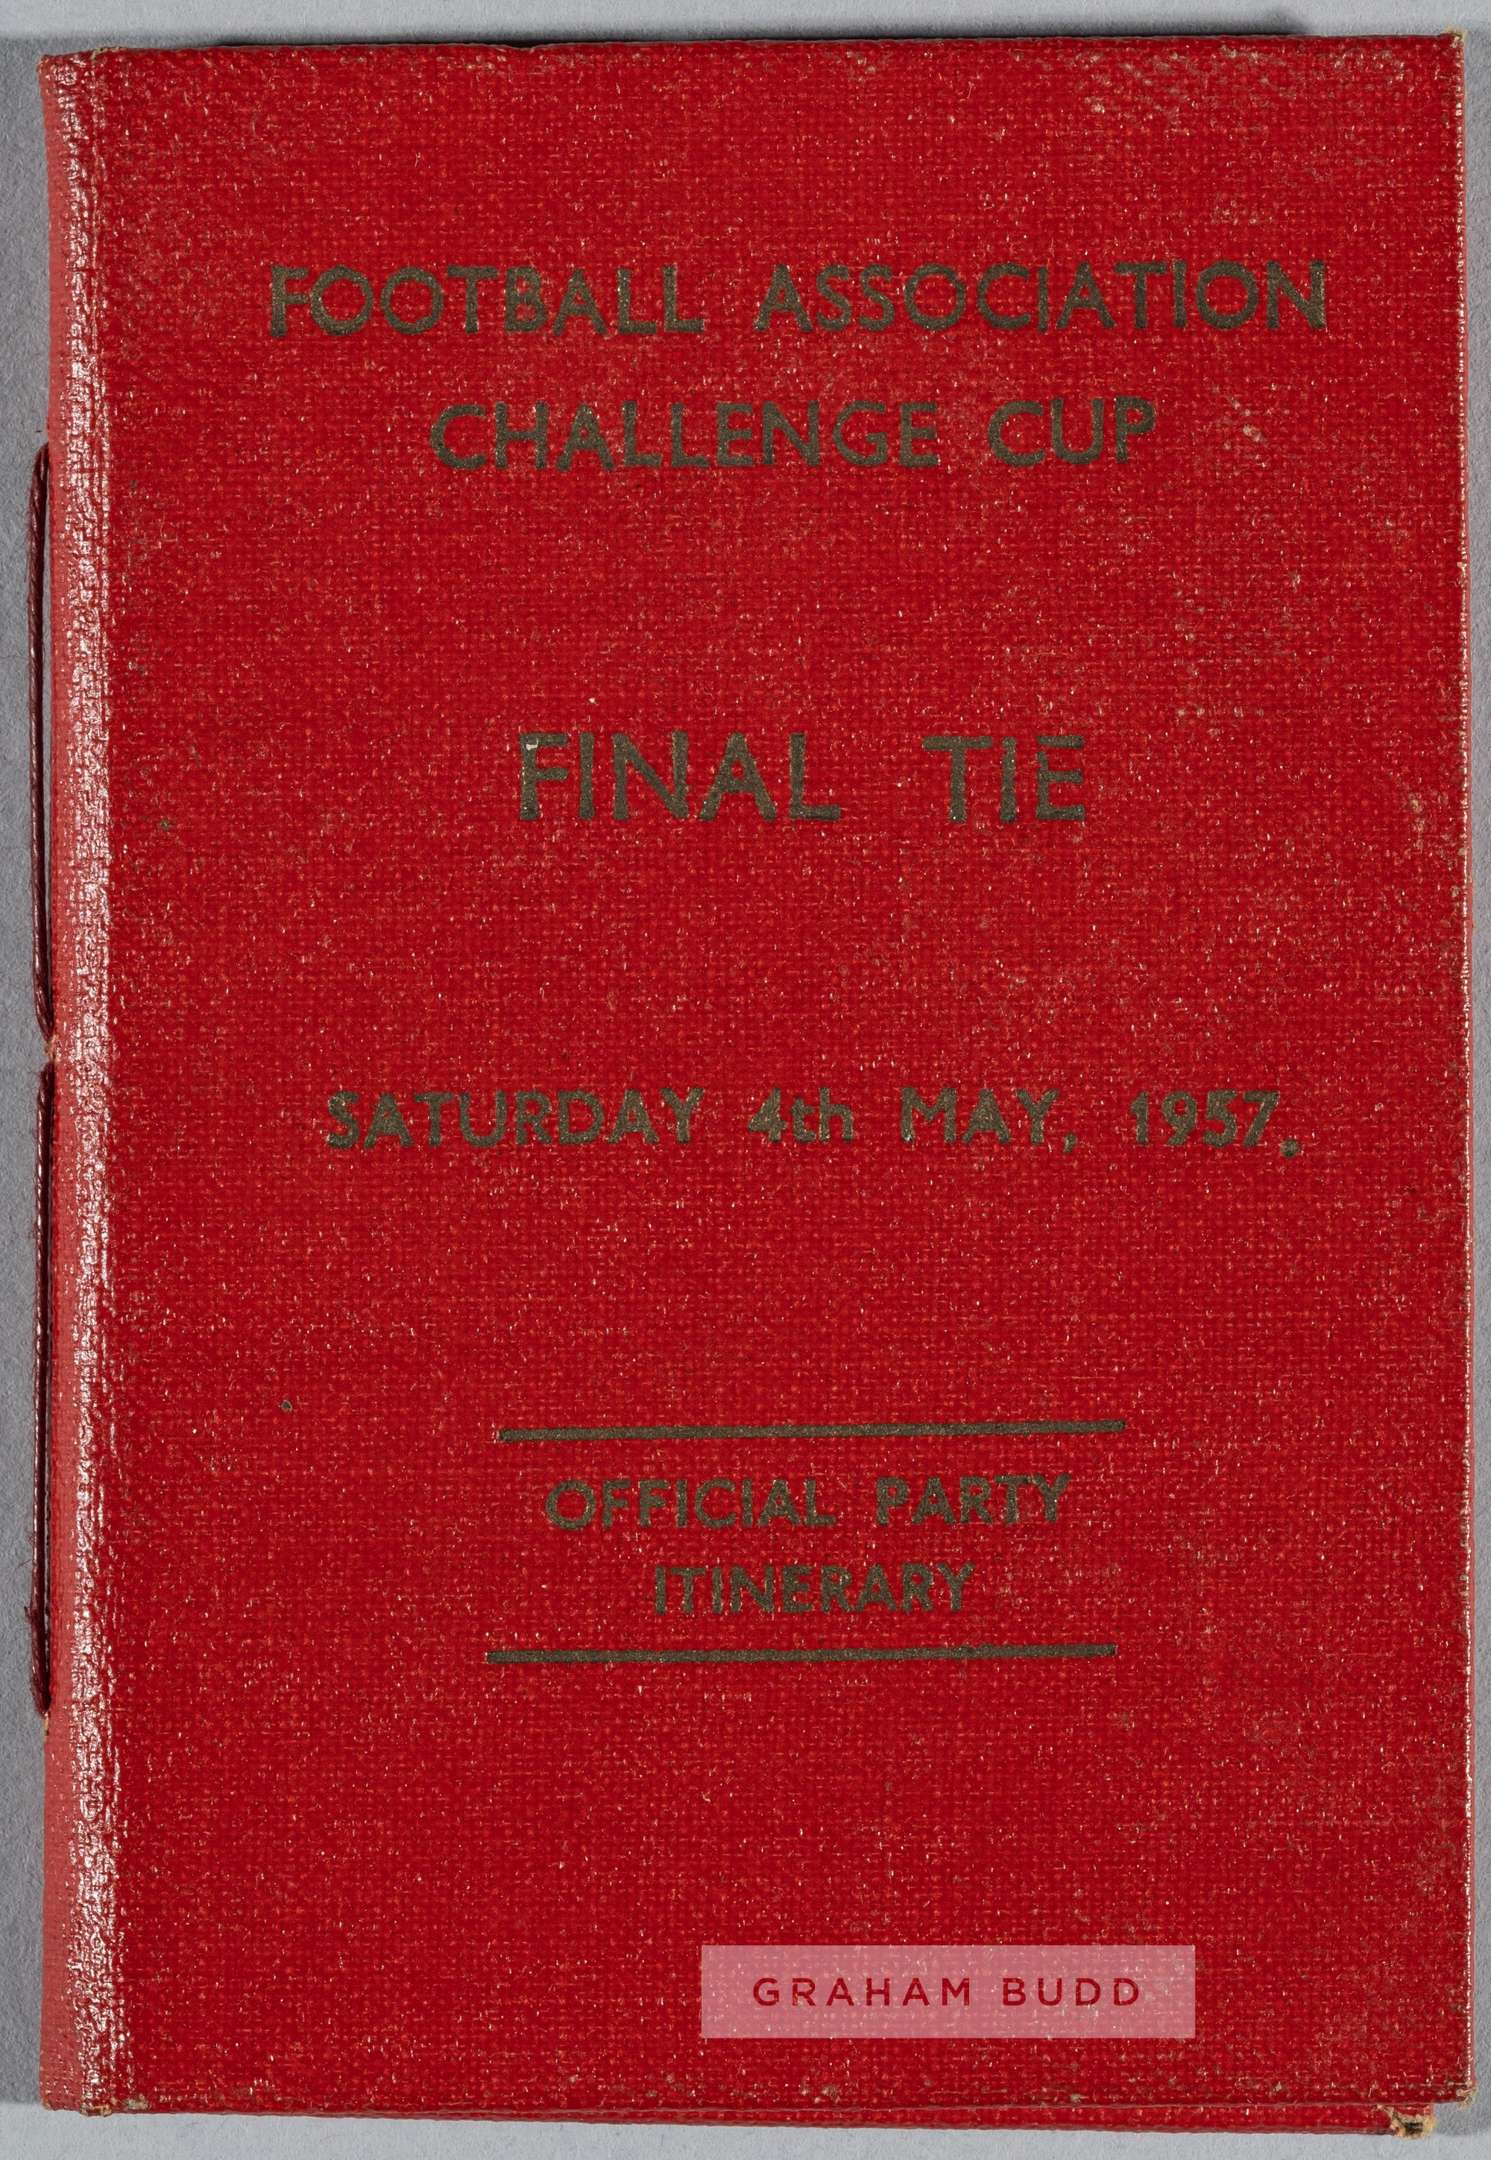 FOOTBALL ASSOCIATION
CHALLENGE CUP
FINAL TIE
SATURDAY 4th MAY, 1957.
OFFICIAL PARTY
ITINERARY
GRAHAM BUDD